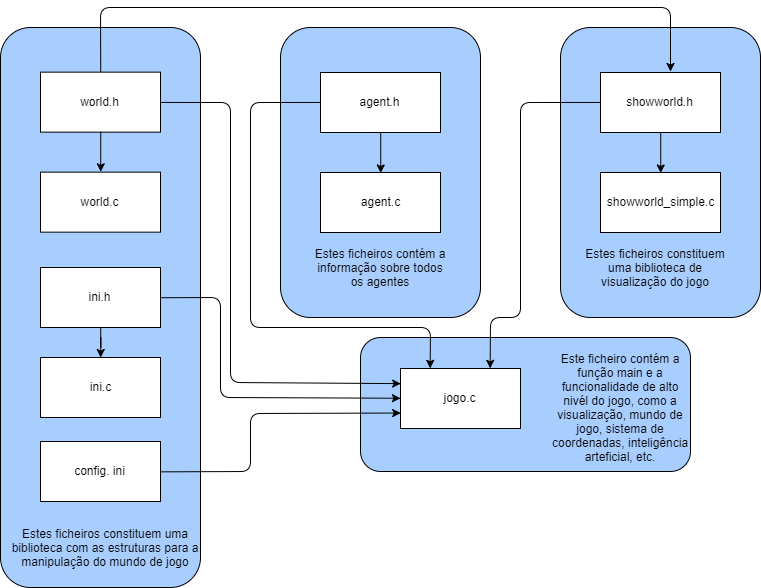 world.h
world.c
ini.h
ini.c
config. ini
Estes ficheiros constituem uma
biblioteca com as estruturas para a
manipulação do mundo de jogo
agent.h
agent.c
Estes ficheiros contém a
informação sobre todos
os agentes
showworld.h
showworld_simple.c
Estes ficheiros constituem
uma biblioteca de
visualização do jogo
jogo.c
Este ficheiro contém a
função main e a
funcionalidade de alto
nivél do jogo, como a
visualização, mundo de
jogo, sistema de
coordenadas, inteligência
arteficial, etc.